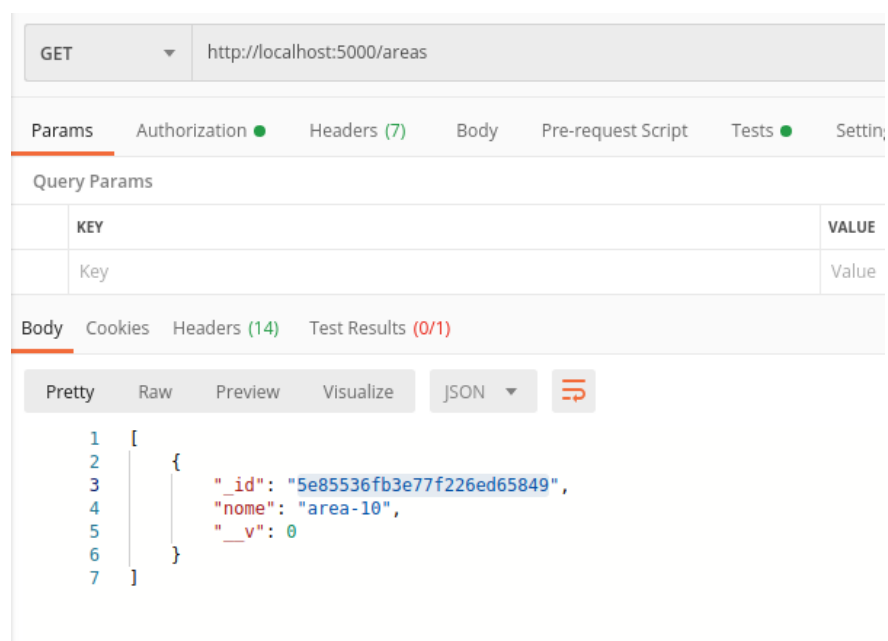 GET http://localhost:5000/areas
Params Authorization Headers (7) Body Pre-request Script Tests Setting
Query Params
KEY VALUE
Key Value
Body Cookies Headers (14) Test Results (0/1)
Pretty Raw Preview Visualize JSON
1 [
2 {
3 "_id": "5e85536fb3e77f226ed65849",
4 "nome": "area-10",
5 "__v": 0
6 }
7 ]